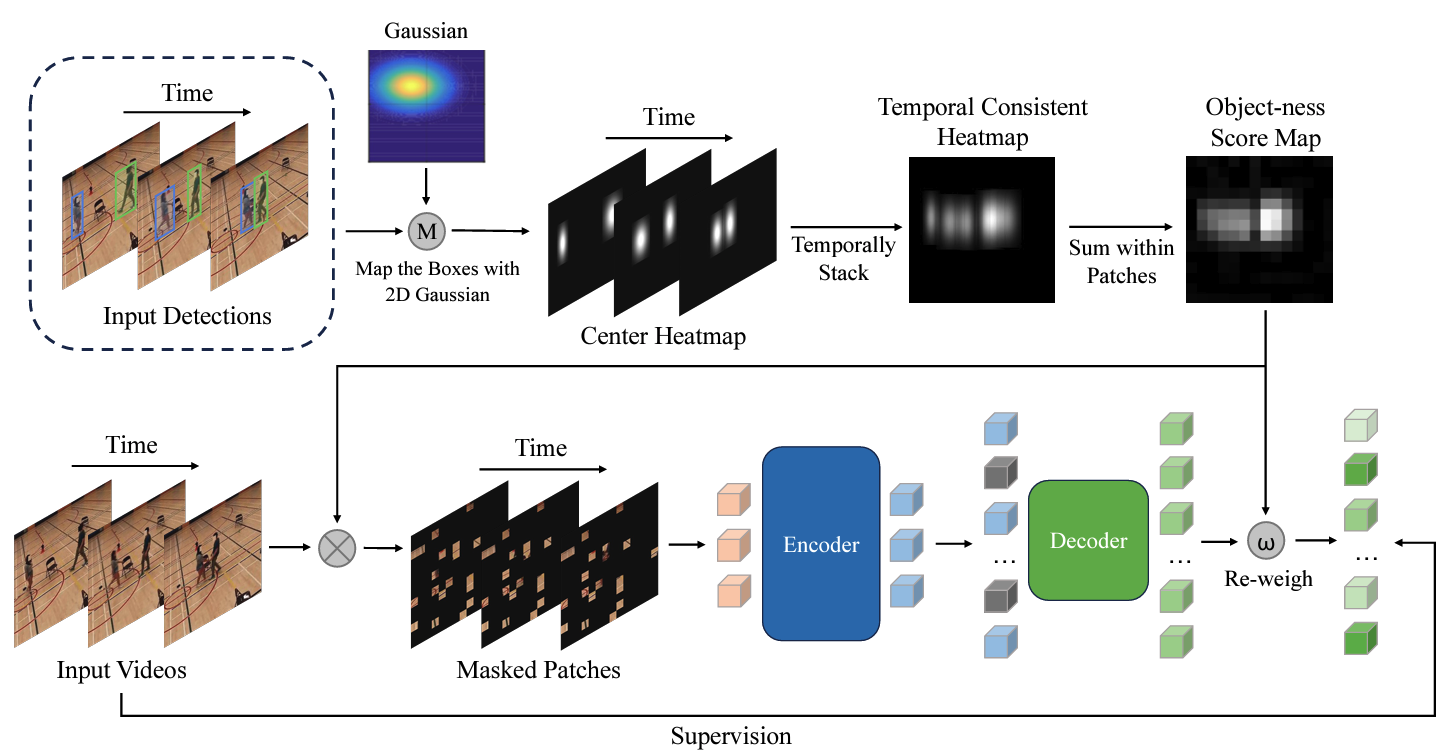 Gaussian
Time
M
Map the Boxes with
2D Gaussian
Input Detections
Time
Center Heatmap
Temporally
Stack
Temporal Consistent
Heatmap
Sum within
Patches
Object-ness
Score Map
Time
Input Videos
Time
Masked Patches
Encoder
...
Decoder
...
ω
Re-weigh
...
Supervision